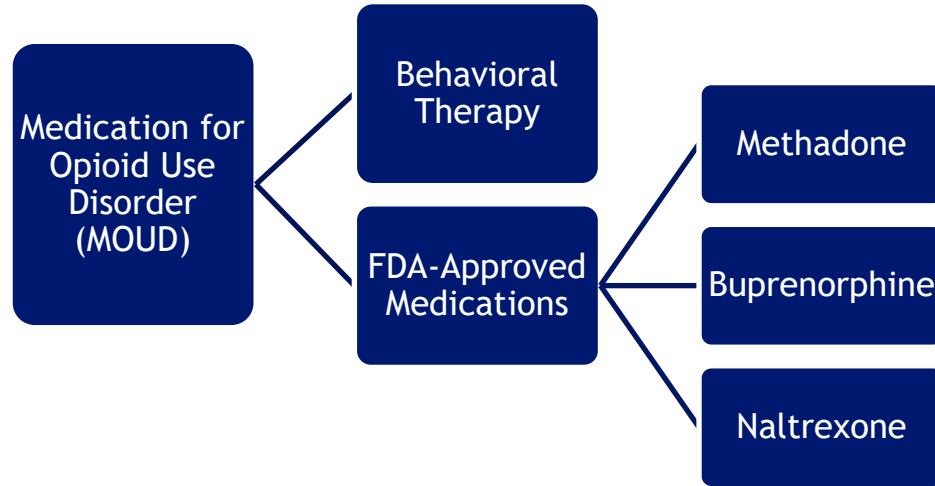 Medication for
Opioid Use
Disorder
(MOUD)
Behavioral
Therapy
FDA-Approved
Medications
Methadone
Buprenorphine
Naltrexone